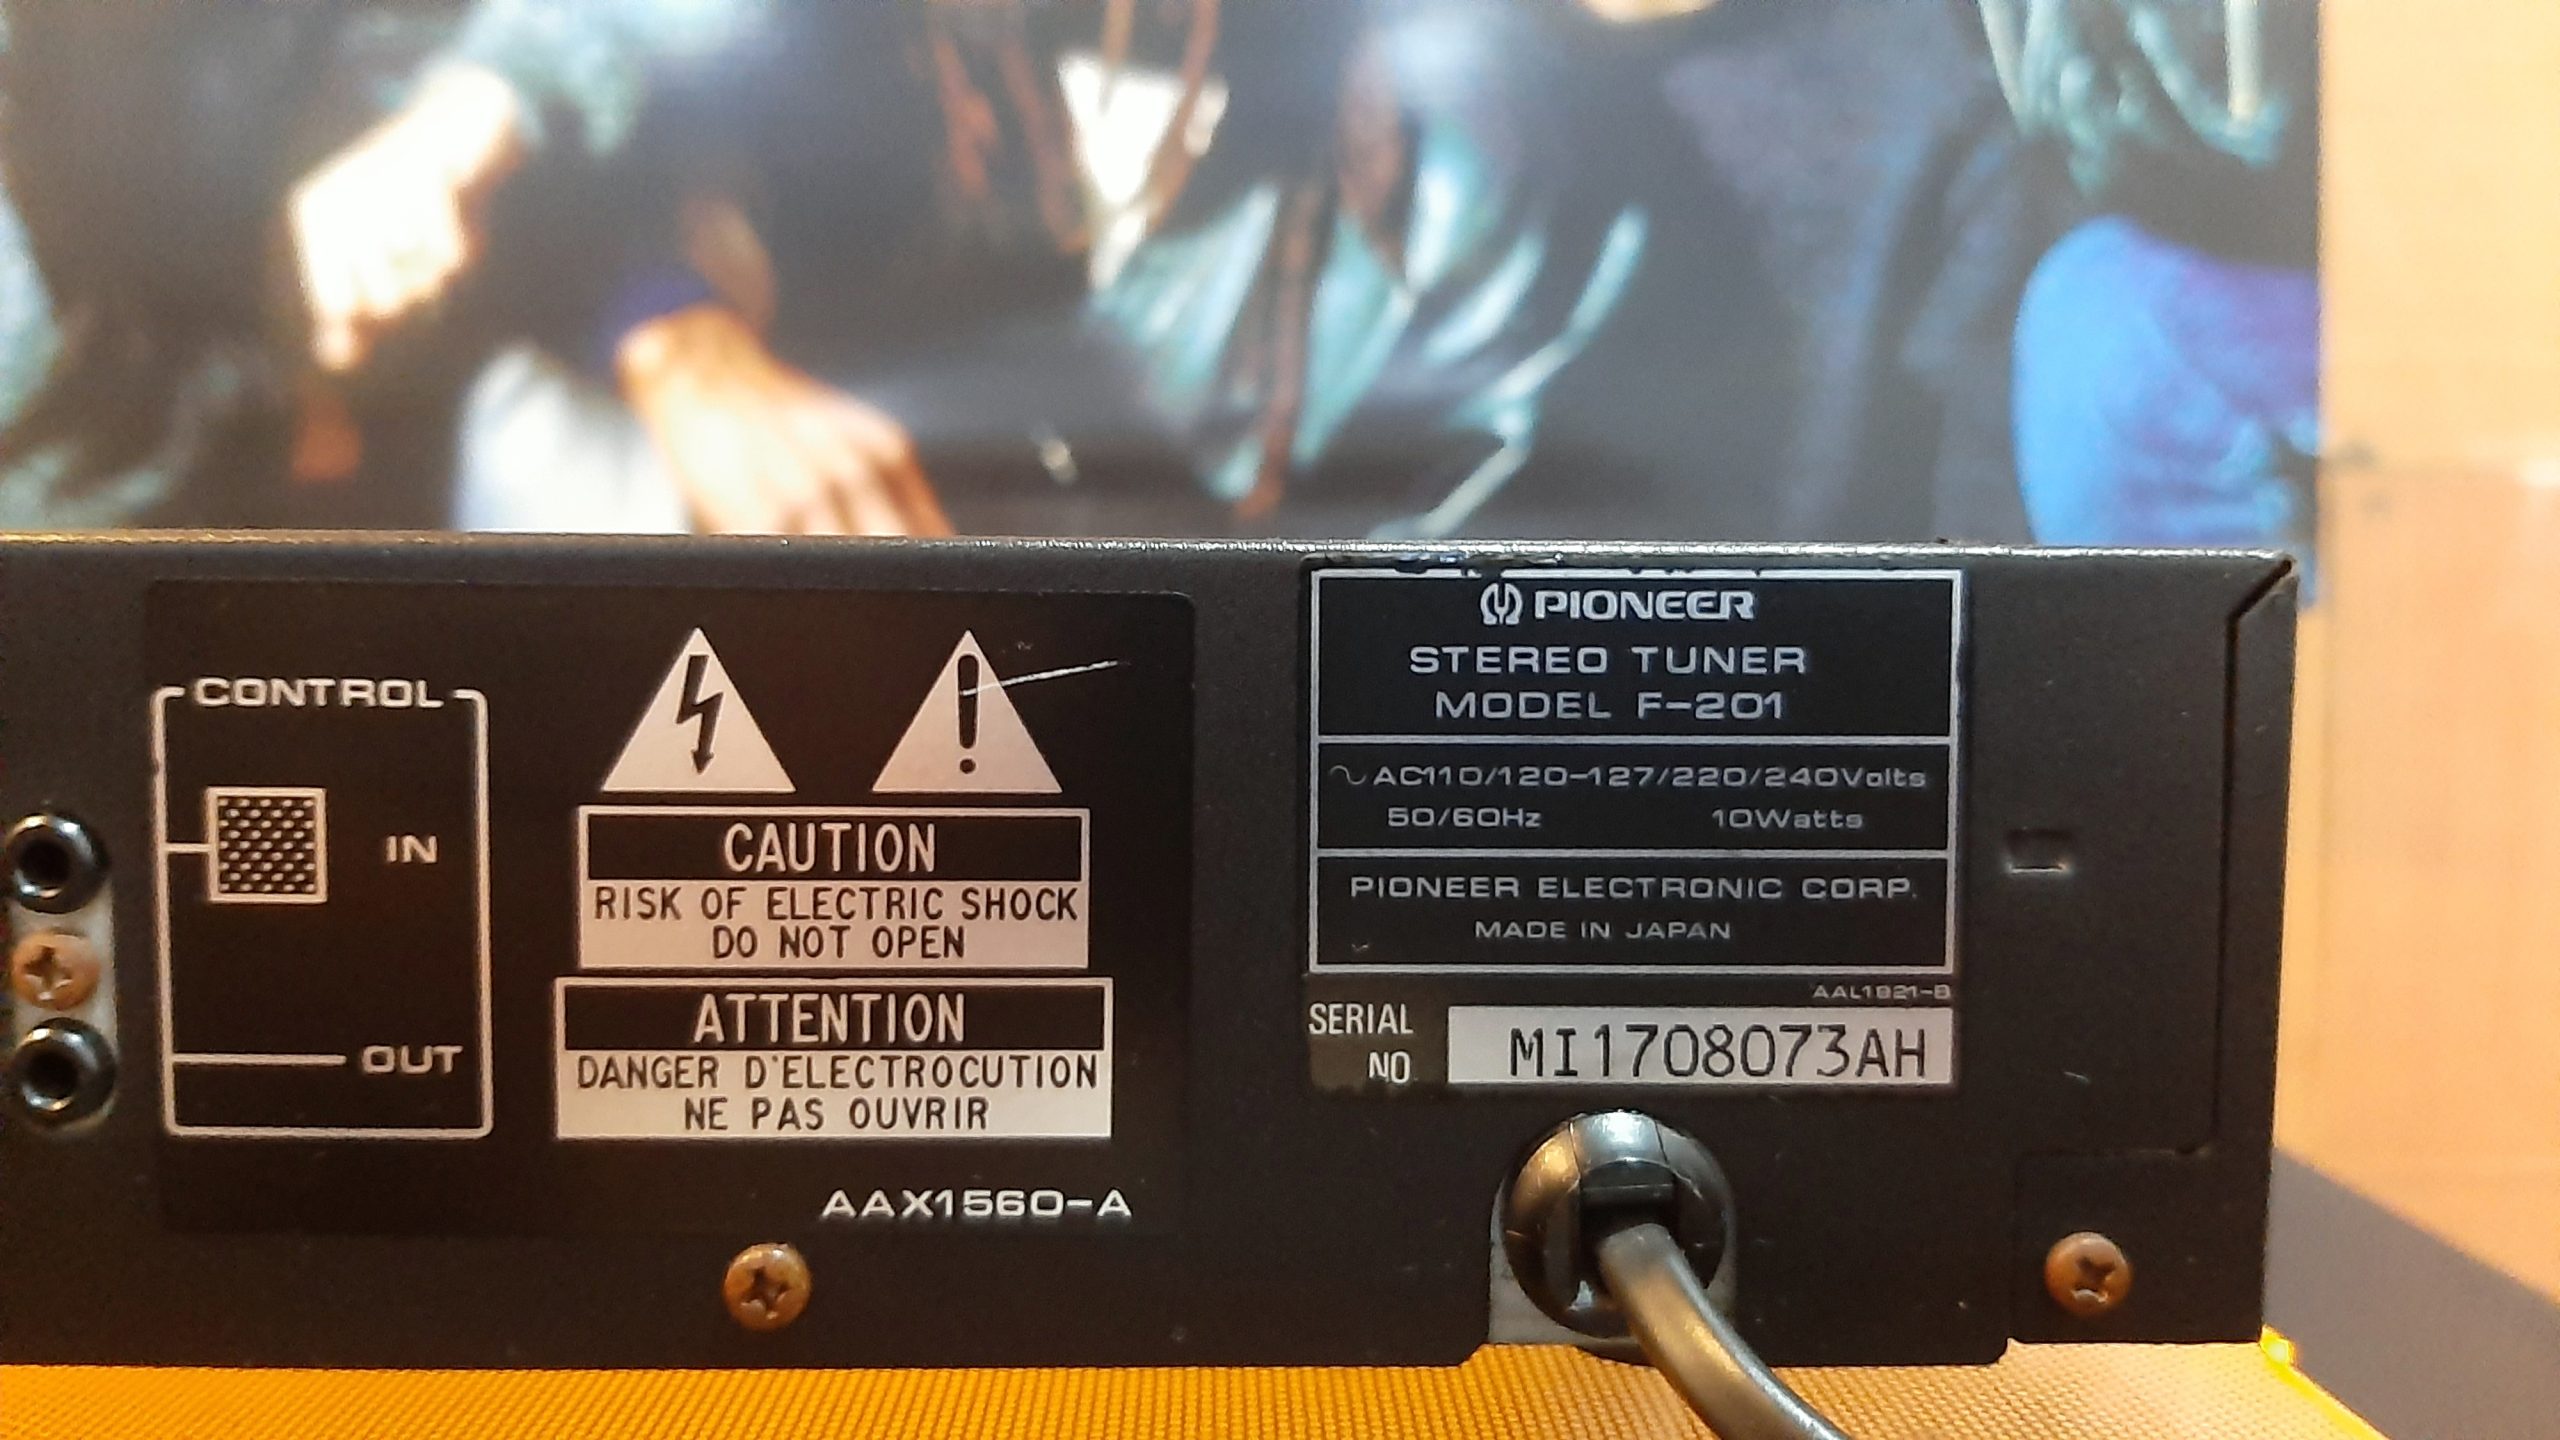 CONTROL
IN
OUT
CAUTION
RISK OF ELECTRIC SHOCK
DO NOT OPEN
ATTENTION
DANGER D'ELECTROCUTION
NE PAS OUVRIR
AAX1560-A
PIONEER
STEREO TUNER
MODEL F-201
~AC110/120-127/220/240Volts
50/60Hz 10Watts
PIONEER ELECTRONIC CORP.
MADE IN JAPAN
AAL1821-B
SERIAL
NO
MI1708073AH